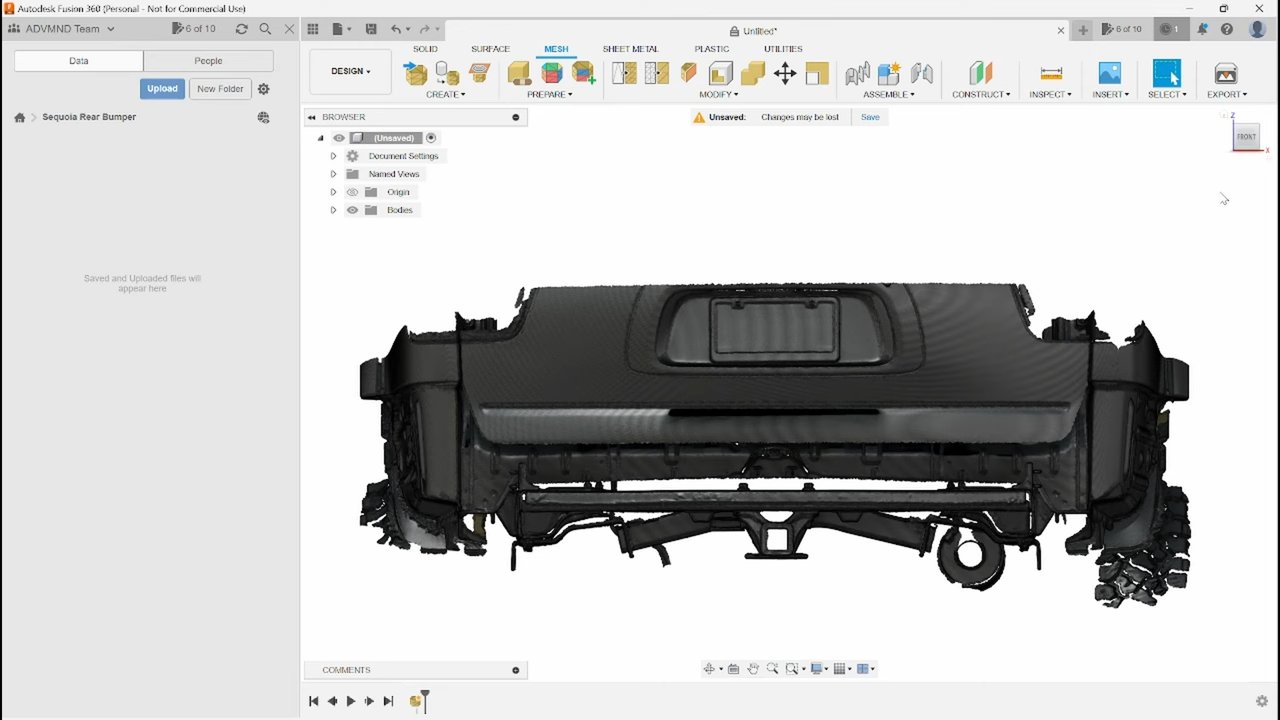 Autodesk Fusion 360 (Personal - Not for Commercial Use)
ADVMND Team
6 of 10
Untitled*
6 of 10
1
Data
People
Upload
New Folder
Sequoia Rear Bumper
Saved and Uploaded files will
appear here
DESIGN
SOLID
SURFACE
MESH
SHEET METAL
PLASTIC
UTILITIES
CREATE
PREPARE
MODIFY
ASSEMBLE
CONSTRUCT
INSPECT
INSERT
SELECT
EXPORT
BROWSER
Unsaved:
Changes may be lost
Save
(Unsaved)
Document Settings
Named Views
Origin
Bodies
Z
FRONT
X
COMMENTS